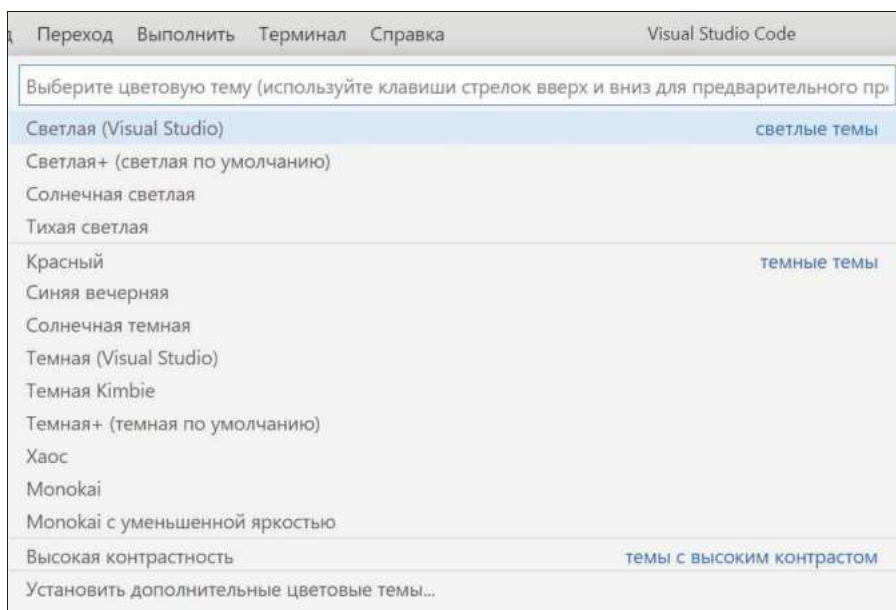 Переход Выполнить Терминал Справка Visual Studio Code
Выберите цветовую тему (используйте клавиши стрелок вверх и вниз для предварительного
Светлая (Visual Studio) светлые темы
Светлая+ (светлая по умолчанию)
Солнечная светлая
Тихая светлая
Красный темные темы
Синяя вечерняя
Солнечная темная
Темная (Visual Studio)
Темная Kimbie
Темная+ (темная по умолчанию)
Хаос
Monokai
Monokai с уменьшенной яркостью
Высокая контрастность темы с высоким контрастом
Установить дополнительные цветовые темы...